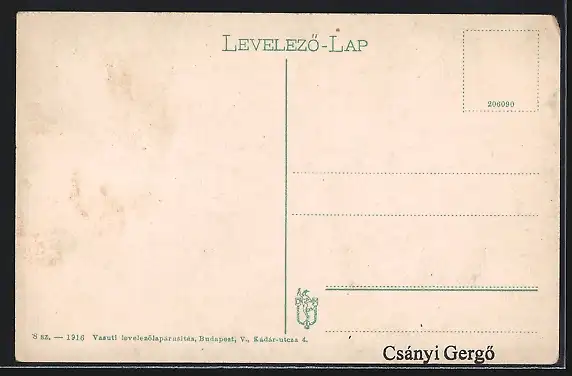 LEVELEZŐ-LAP
206090
8 sz. — 1916 Vasuti levelezőlapárusitás, Budapest, V., Kádár-utcza 4.
Csányi Gergő